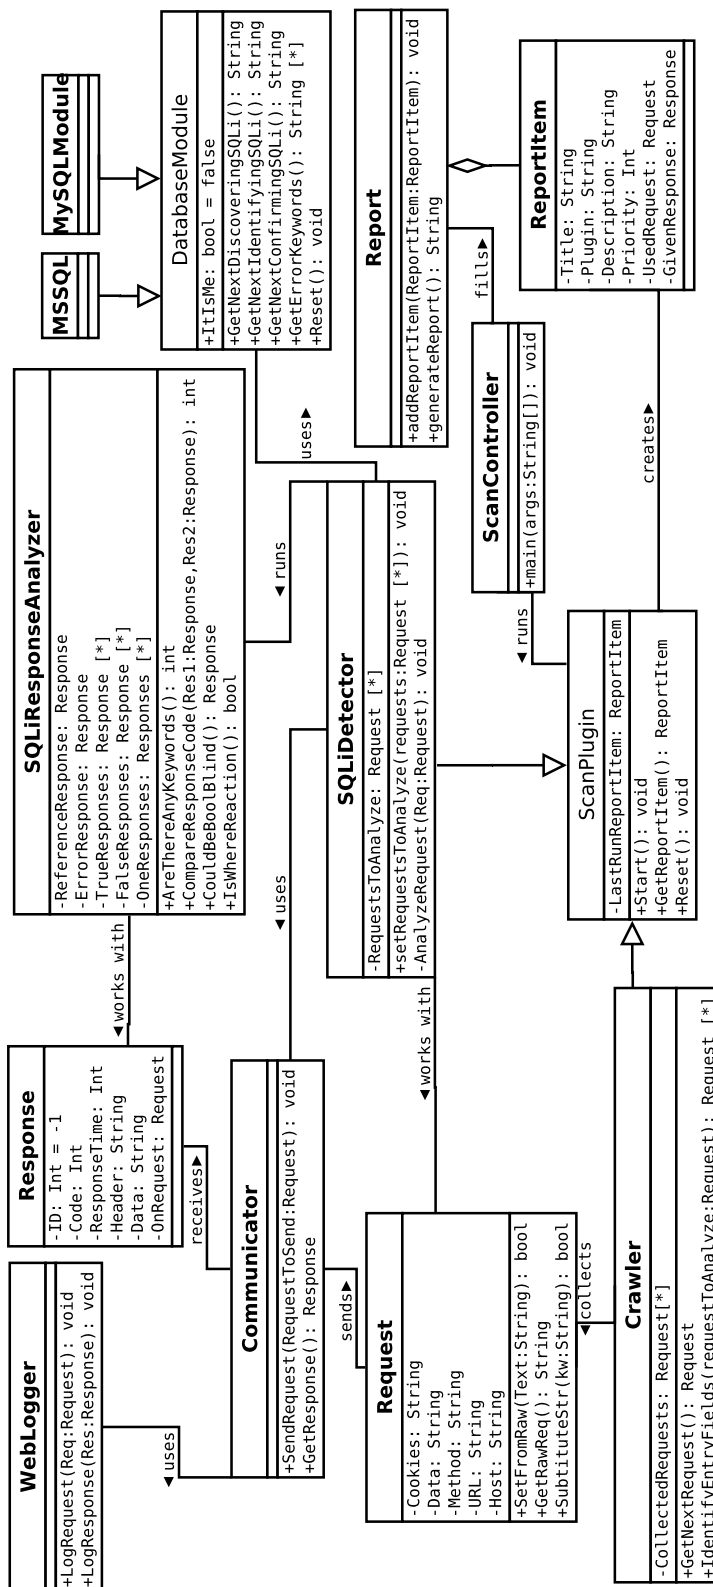 MySQLModule
MSSQL
DatabaseModule
+ItIsMe: bool = false
+GetNextDiscoveringSQLi(): String
+GetNextIdentifyingSQLi(): String
+GetNextConfirmingSQLi(): String
+GetErrorKeywords(): String [*]
+Reset(): void
Report
+addReportItem(ReportItem:ReportItem): void
+generateReport(): String
ReportItem
-Title: String
-Plugin: String
-Description: String
-Priority: Int
-UsedRequest: Request
-GivenResponse: Response
fills▶
ScanController
+main(args:String[]): void
uses▶
creates▶
◀runs
◀runs
SQLiResponseAnalyzer
-ReferenceResponse: Response
-ErrorResponse: Response
-TrueResponses: Response [*]
-FalseResponses: Response [*]
-OneResponses: Responses [*]
+AreThereAnyKeywords(): int
+CompareResponseCode(Res1:Response,Res2:Response): int
+CouldBeBoolBlind(): Response
+IsWhereReaction(): bool
SQLiDetector
-RequestsToAnalyze: Request [*]
+setRequestsToAnalyze(requests:Request [*]): void
-AnalyzeRequest(Req:Request): void
ScanPlugin
-LastRunReportItem: ReportItem
+Start(): void
+GetReportItem(): ReportItem
+Reset(): void
◀uses
◀works with
◀works with
Response
-ID: Int = -1
-Code: Int
-ResponseTime: Int
-Header: String
-Data: String
-OnRequest: Request
receives▶
Communicator
+SendRequest(RequestToSend:Request): void
+GetResponse(): Response
sends▶
Request
-Cookies: String
-Data: String
-Method: String
-URL: String
-Host: String
+SetFromRaw(Text:String): bool
+GetRawReq(): String
+SubtituteStr(kw:String): bool
◀collects
Crawler
-CollectedRequests: Request[*]
+GetNextRequest(): Request
+IdentifyEntryFields(requestToAnalyze:Request): Request [*]
WebLogger
+LogRequest(Req:Request): void
+LogResponse(Res:Response): void
◀uses